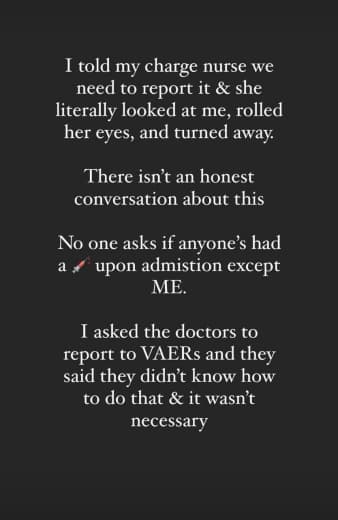 I told my charge nurse we
need to report it & she
literally looked at me, rolled
her eyes, and turned away.
There isn't an honest
conversation about this
No one asks if anyone's had
a 🚀 upon admistion except
ME.
I asked the doctors to
report to VAERs and they
said they didn't know how
to do that & it wasn't
necessary